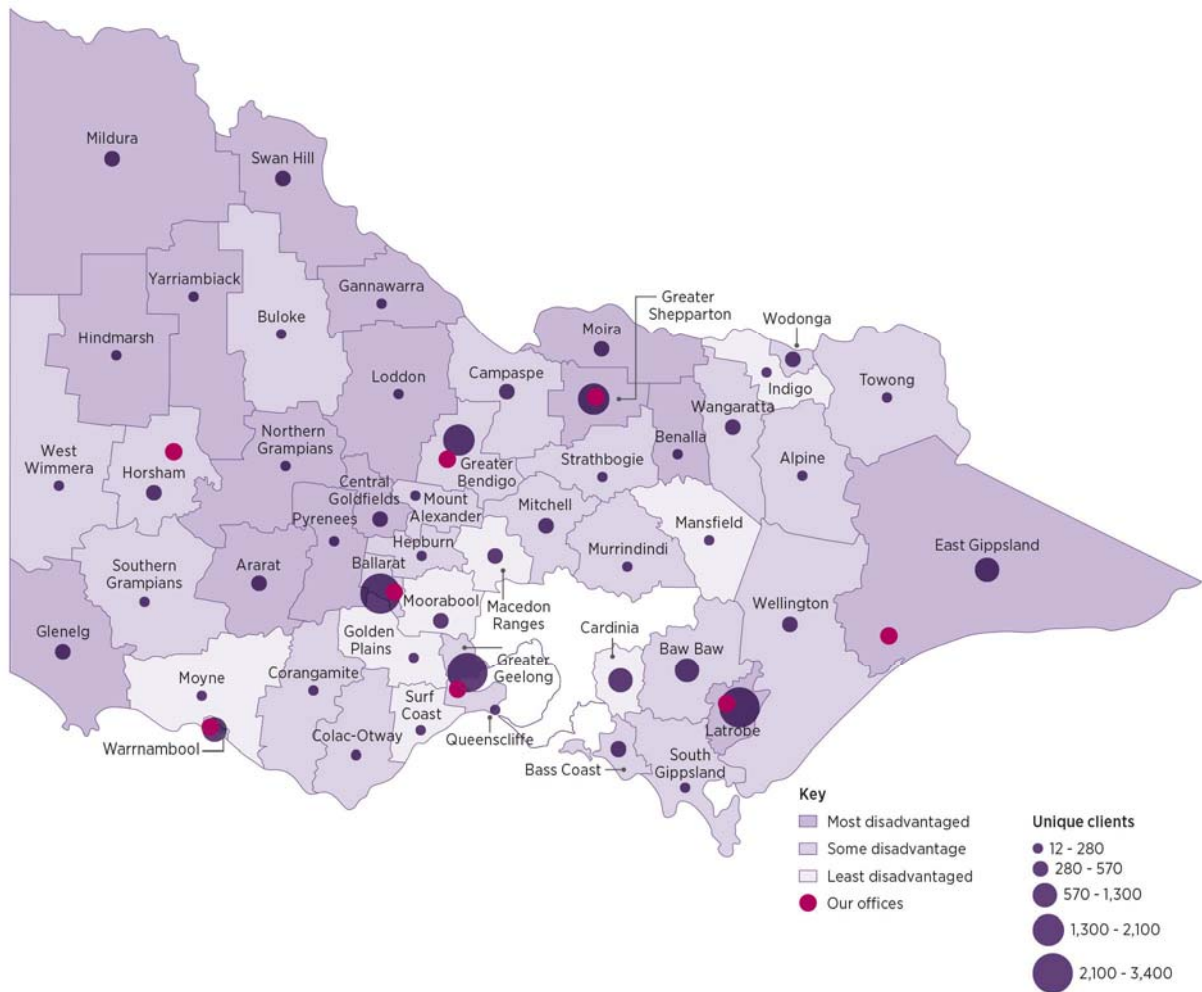 Mildura
Swan Hill
Yarriambiack
Gannawarra
Buloke
Hindmarsh
Greater
Shepparton
Moira
Wodonga
Loddon
Campaspe
Indigo
Towong
Wangaratta
Northern
Grampians
Benalla
West
Wimmera
Horsham
Greater
Bendigo
Strathbogie
Alpine
Central
Goldfields
Mount
Alexander
Mitchell
Pyrenees
Mansfield
Hepburn
Murrindindi
East Gippsland
Southern
Grampians
Ararat
Ballarat
Moorabool
Macedon
Ranges
Wellington
Glenelg
Golden
Plains
Cardinia
Baw Baw
Greater
Geelong
Moyne
Corangamite
Surf
Coast
Latrobe
Warrnambool
Colac-Otway
Queenscliffe
Bass Coast
South
Gippsland
Key
Most disadvantaged
Some disadvantage
Least disadvantaged
Our offices
Unique clients
12 - 280
280 - 570
570 - 1,300
1,300 - 2,100
2,100 - 3,400